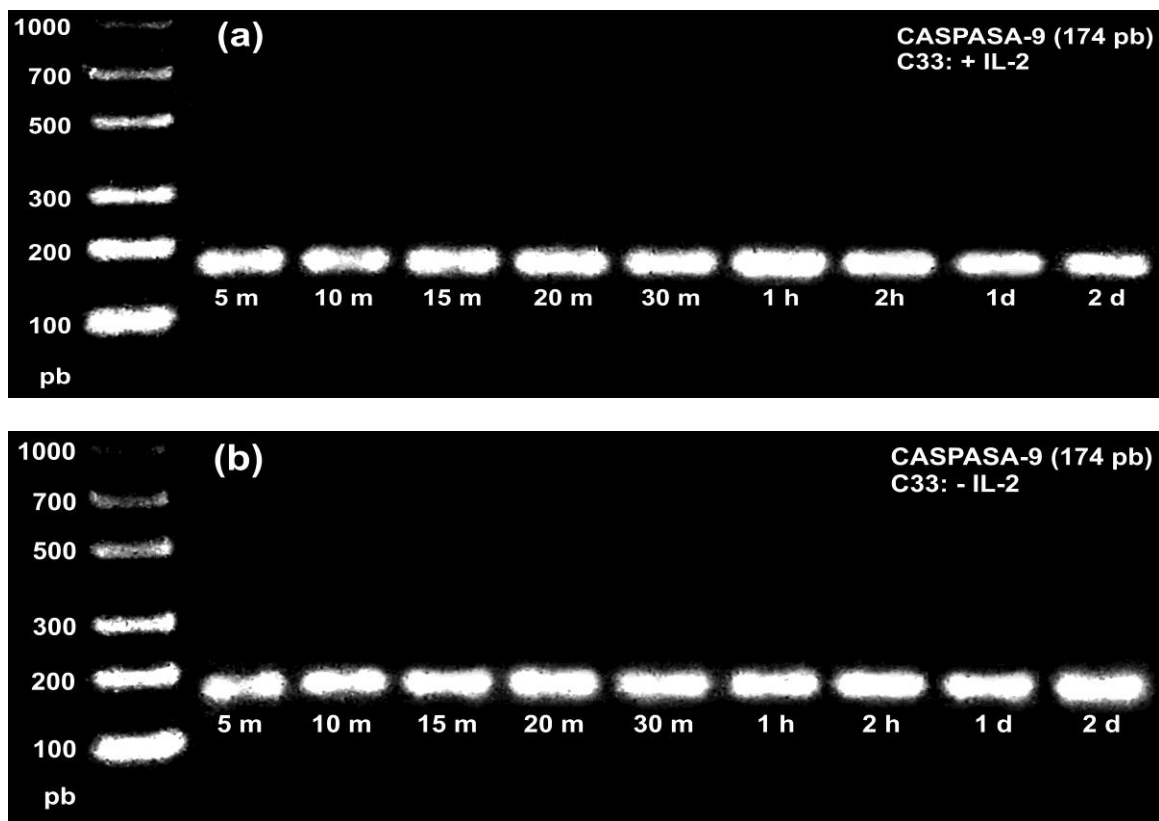 1000
(a)
CASPASA-9 (174 pb)
C33: + IL-2
700
500
300
200
5 m 10 m 15 m 20 m 30 m 1 h 2h 1d 2 d
100
pb
1000
(b)
CASPASA-9 (174 pb)
C33: - IL-2
700
500
300
200
5 m 10 m 15 m 20 m 30 m 1 h 2 h 1 d 2 d
100
pb